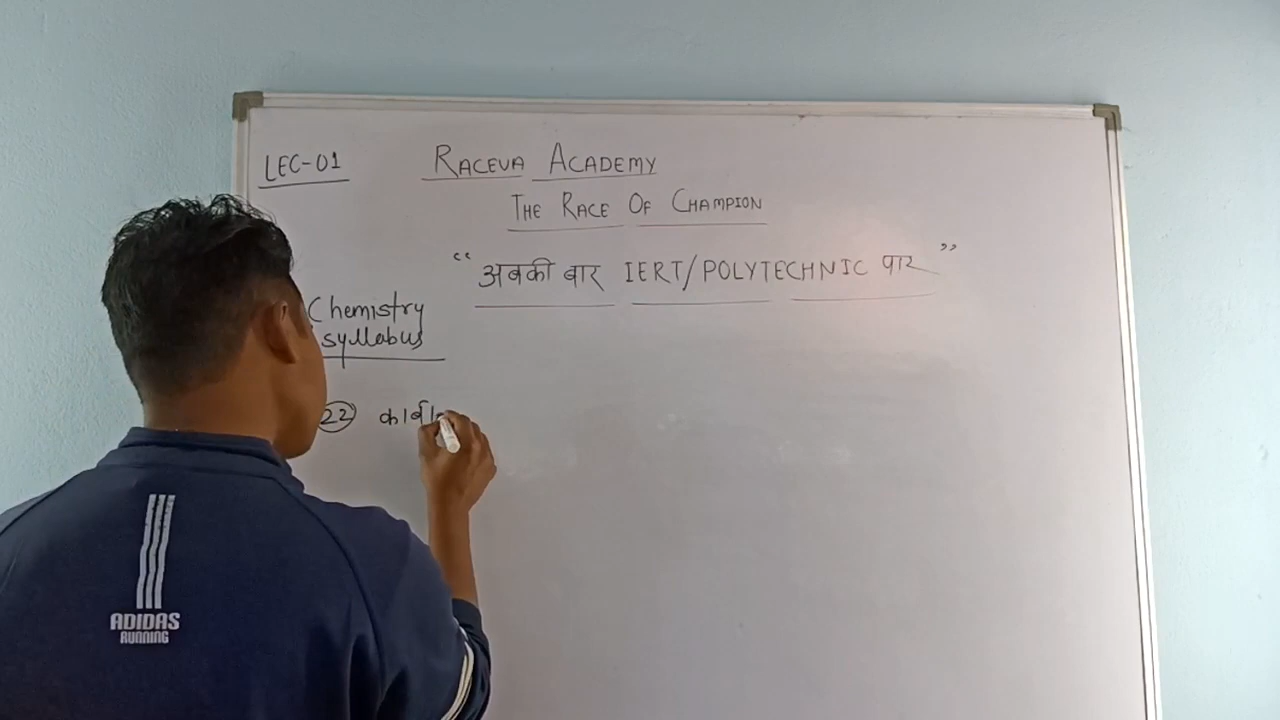 LEC-01
RACEVA ACADEMY
THE RACE OF CHAMPION
“ अबकी बार IERT/POLYTECHNIC पार ”
Chemistry
syllabus
22
ADIDAS
RUNNING